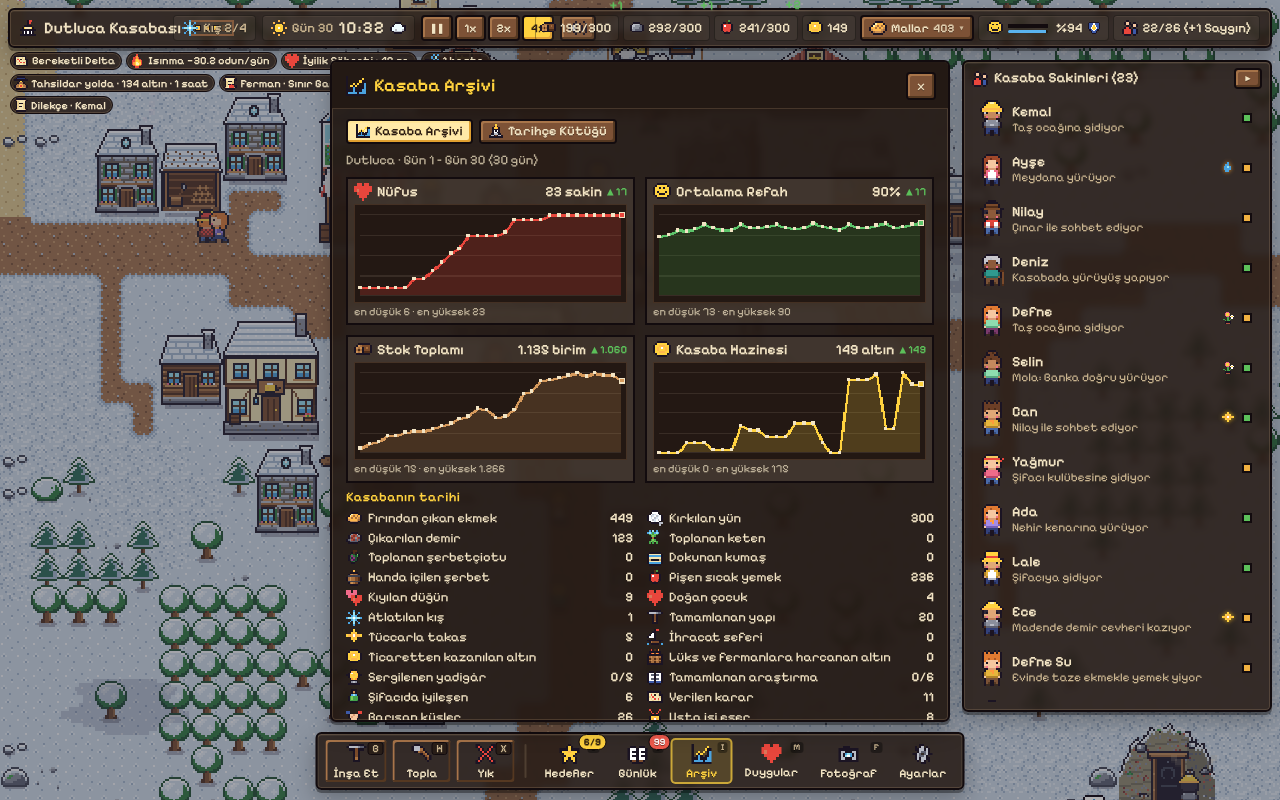 Dutluca Kasabası
Kış 2/4
Gün 30 10:32
1x
2x
4x
199/300
292/300
241/300
149
Mallar 403
%94
22/26 (+1 Saygın)
Bereketli Delta
Isınma -30.2 odun/gün
Tahsildar yolda · 134 altın · 1 saat
Ferman · Sınır Ga
Dilekçe · Kemal
Kasaba Arşivi
×
Kasaba Arşivi
Tarihçe Kütüğü
Dutluca · Gün 1 - Gün 30 (30 gün)
Nüfus
23 sakin ▲17
en düşük 6 · en yüksek 23
Ortalama Refah
90% ▲17
en düşük 73 · en yüksek 90
Stok Toplamı
1.138 birim ▲1.060
en düşük 78 · en yüksek 1.266
Kasaba Hazinesi
149 altın ▲149
en düşük 0 · en yüksek 178
Kasabanın tarihi
Fırından çıkan ekmek 449
Kırkılan yün 300
Çıkarılan demir 123
Toplanan keten 0
Toplanan şerbetçiotu 0
Dokunan kumaş 0
Handa içilen şerbet 0
Pişen sıcak yemek 236
Kıyılan düğün 9
Doğan çocuk 4
Atlatılan kış 1
Tamamlanan yapı 20
Tüccarla takas 8
İhracat seferi 0
Ticaretten kazanılan altın 0
Lüks ve fermanlara harcanan altın 0
Sergilenen yadigâr 0/8
Tamamlanan araştırma 0/6
Şifacıda iyileşen 6
Verilen karar 11
Barışan küsler 26
Usta işi eser 8
Kasaba Sakinleri (23)
Kemal
Taş ocağına gidiyor
Ayşe
Meydana yürüyor
Nilay
Çınar ile sohbet ediyor
Deniz
Kasabada yürüyüş yapıyor
Defne
Taş ocağına gidiyor
Selin
Mola: Banka doğru yürüyor
Can
Nilay ile sohbet ediyor
Yağmur
Şifacı kulübesine gidiyor
Ada
Nehir kenarına yürüyor
Lale
Şifacıya gidiyor
Ece
Madende demir cevheri kazıyor
Defne Su
Evinde taze ekmekle yemek yiyor
İnşa Et G
Topla H
Yık X
Hedefler 6/9
Günlük 99
Arşiv I
Duygular M
Fotoğraf F
Ayarlar